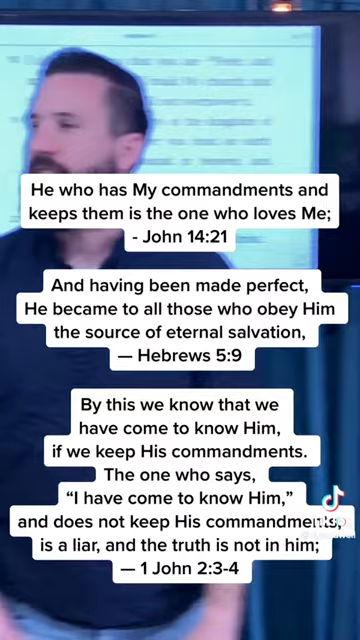 He who has My commandments and
keeps them is the one who loves Me;
- John 14:21
And having been made perfect,
He became to all those who obey Him
the source of eternal salvation,
— Hebrews 5:9
By this we know that we
have come to know Him,
if we keep His commandments.
The one who says,
“I have come to know Him,”
and does not keep His commandments,
is a liar, and the truth is not in him;
— 1 John 2:3-4